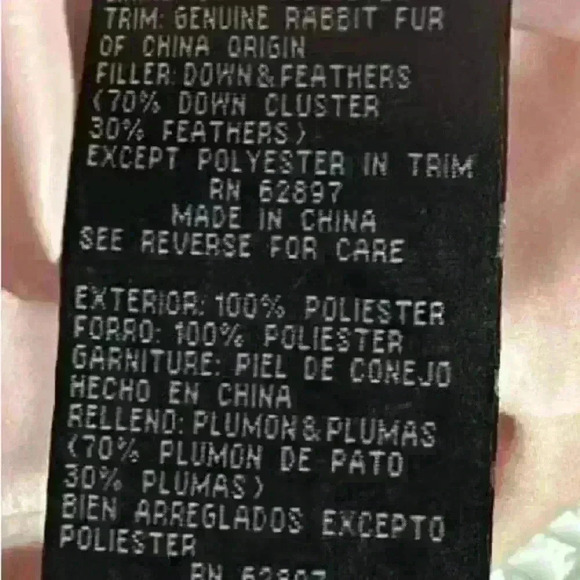 TRIM: GENUINE RABBIT FUR
OF CHINA ORIGIN
FILLER: DOWN & FEATHERS
(70% DOWN CLUSTER
30% FEATHERS)
EXCEPT POLYESTER IN TRIM
RN 62897
MADE IN CHINA
SEE REVERSE FOR CARE
EXTERIOR: 100% POLIESTER
FORRO: 100% POLIESTER
GARNITURE: PIEL DE CONEJO
HECHO EN CHINA
RELLENO: PLUMON & PLUMAS
(70% PLUMON DE PATO
30% PLUMAS)
BIEN ARREGLADOS EXCEPTO
POLIESTER
RN 62897